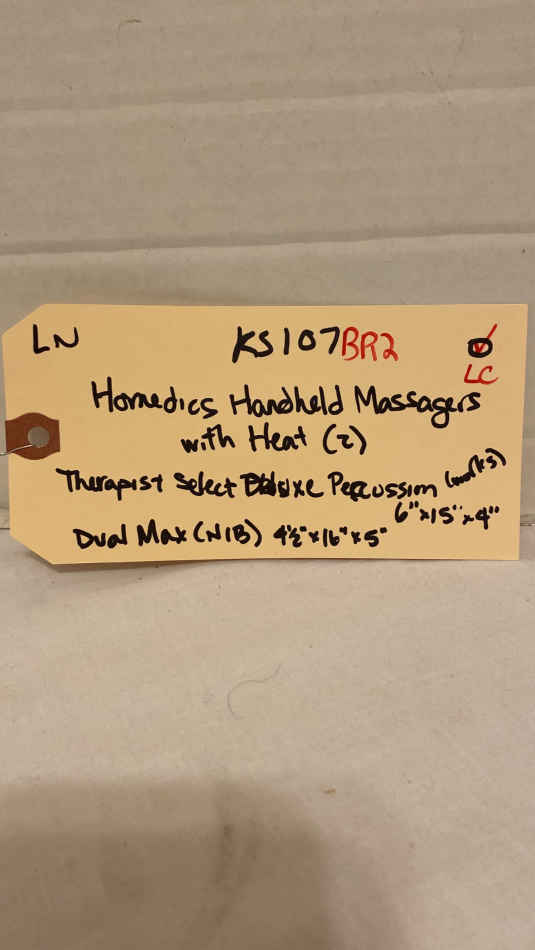 LN KS107BR2
LC
Homedics Handheld Massagers
with Heat (2)
Therapist Select Deluxe Percussion (works)
6"x15"x4"
Dual Max (NIB) 4½"x16"x5"